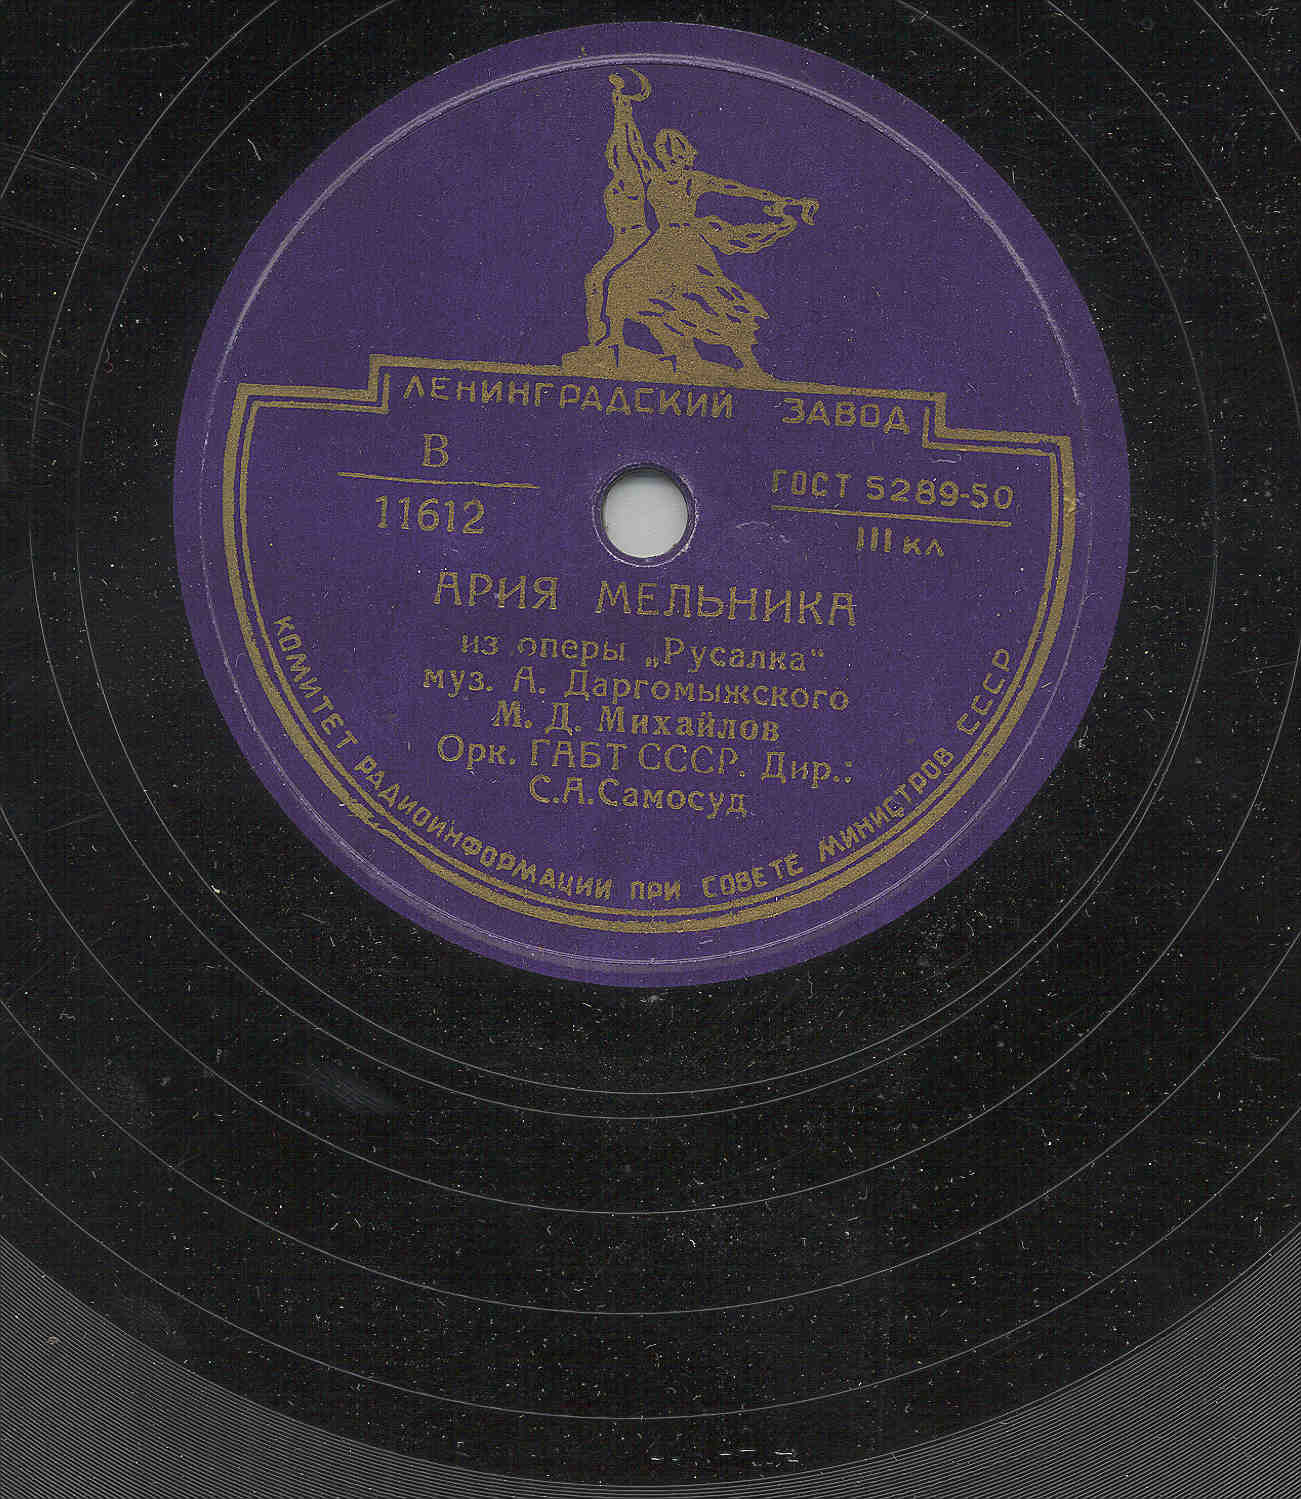 ЛЕНИНГРАДСКИЙ ЗАВОД
В
11612
ГОСТ 5289-50
III кл
АРИЯ МЕЛЬНИКА
из оперы „Русалка“
муз. А. Даргомыжского
М. Д. Михайлов
Орк. ГАБТ СССР. Дир.:
С.А.Самосуд
КОМИТЕТ РАДИОИНФОРМАЦИИ ПРИ СОВЕТЕ МИНИСТРОВ СССР